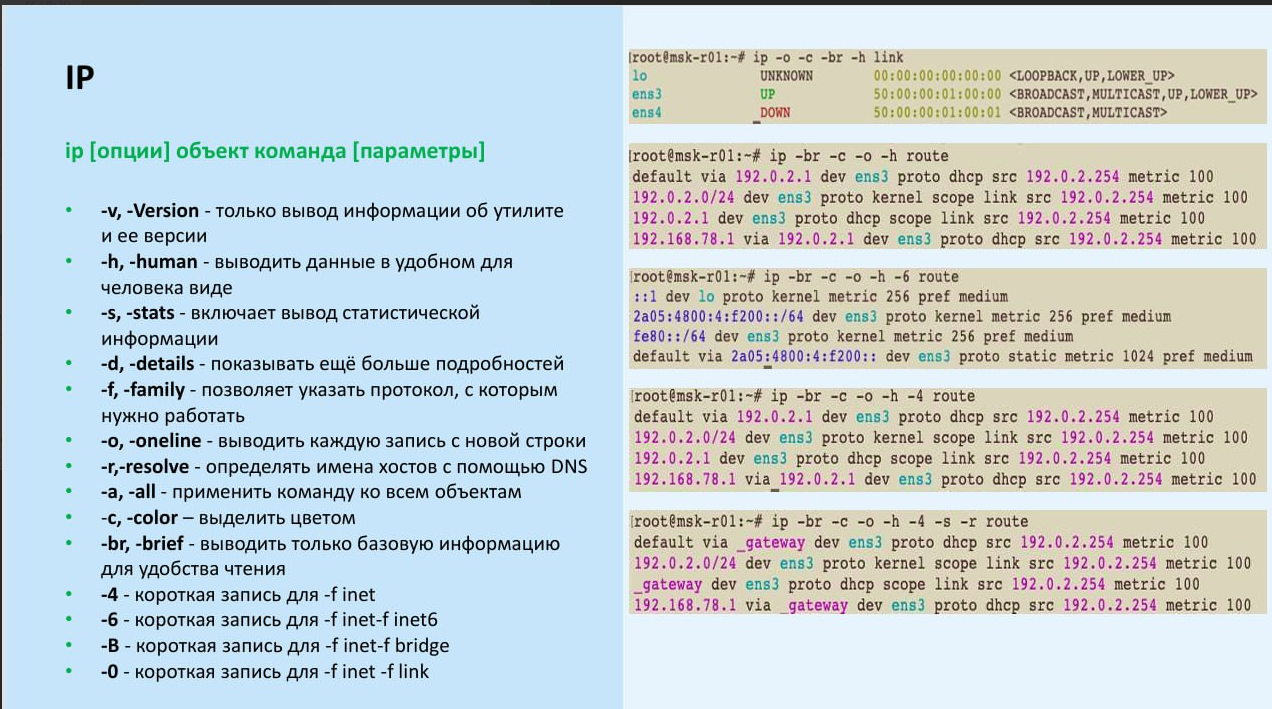 IP
ip [опции] объект команда [параметры]
• -v, -Version - только вывод информации об утилите
и ее версии
• -h, -human - выводить данные в удобном для
человека виде
• -s, -stats - включает вывод статистической
информации
• -d, -details - показывать ещё больше подробностей
• -f, -family - позволяет указать протокол, с которым
нужно работать
• -o, -oneline - выводить каждую запись с новой строки
• -r,-resolve - определять имена хостов с помощью DNS
• -a, -all - применить команду ко всем объектам
• -c, -color – выделить цветом
• -br, -brief - выводить только базовую информацию
для удобства чтения
• -4 - короткая запись для -f inet
• -6 - короткая запись для -f inet-f inet6
• -B - короткая запись для -f inet-f bridge
• -0 - короткая запись для -f inet -f link
[root@msk-r01:~# ip -o -c -br -h link
lo UNKNOWN 00:00:00:00:00:00 <LOOPBACK,UP,LOWER_UP>
ens3 UP 50:00:00:01:00:00 <BROADCAST,MULTICAST,UP,LOWER_UP>
ens4 DOWN 50:00:00:01:00:01 <BROADCAST,MULTICAST>
[root@msk-r01:~# ip -br -c -o -h route
default via 192.0.2.1 dev ens3 proto dhcp src 192.0.2.254 metric 100
192.0.2.0/24 dev ens3 proto kernel scope link src 192.0.2.254 metric 100
192.0.2.1 dev ens3 proto dhcp scope link src 192.0.2.254 metric 100
192.168.78.1 via 192.0.2.1 dev ens3 proto dhcp src 192.0.2.254 metric 100
[root@msk-r01:~# ip -br -c -o -h -6 route
::1 dev lo proto kernel metric 256 pref medium
2a05:4800:4:f200::/64 dev ens3 proto kernel metric 256 pref medium
fe80::/64 dev ens3 proto kernel metric 256 pref medium
default via 2a05:4800:4:f200:: dev ens3 proto static metric 1024 pref medium
[root@msk-r01:~# ip -br -c -o -h -4 route
default via 192.0.2.1 dev ens3 proto dhcp src 192.0.2.254 metric 100
192.0.2.0/24 dev ens3 proto kernel scope link src 192.0.2.254 metric 100
192.0.2.1 dev ens3 proto dhcp scope link src 192.0.2.254 metric 100
192.168.78.1 via 192.0.2.1 dev ens3 proto dhcp src 192.0.2.254 metric 100
[root@msk-r01:~# ip -br -c -o -h -4 -s -r route
default via _gateway dev ens3 proto dhcp src 192.0.2.254 metric 100
192.0.2.0/24 dev ens3 proto kernel scope link src 192.0.2.254 metric 100
_gateway dev ens3 proto dhcp scope link src 192.0.2.254 metric 100
192.168.78.1 via _gateway dev ens3 proto dhcp src 192.0.2.254 metric 100